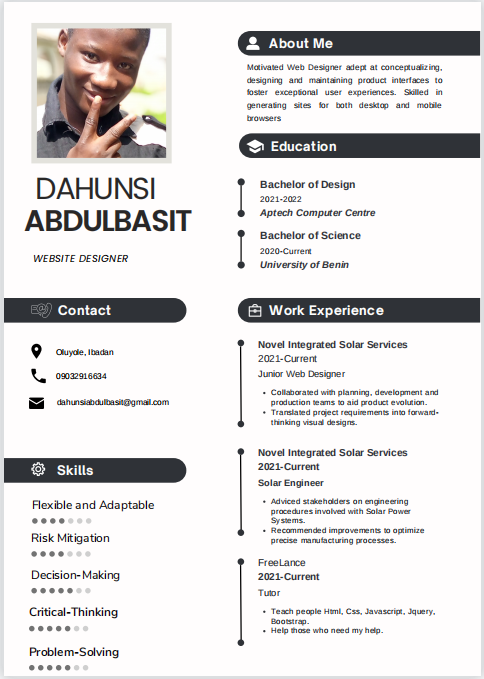 DAHUNSI
ABDULBASIT
WEBSITE DESIGNER
Contact
Oluyole, Ibadan
09032916634
dahunsiabdulbasit@gmail.com
Skills
Flexible and Adaptable
Risk Mitigation
Decision-Making
Critical-Thinking
Problem-Solving
About Me
Motivated Web Designer adept at conceptualizing,
designing and maintaining product interfaces to
foster exceptional user experiences. Skilled in
generating sites for both desktop and mobile
browsers
Education
Bachelor of Design
2021-2022
Aptech Computer Centre
Bachelor of Science
2020-Current
University of Benin
Work Experience
Novel Integrated Solar Services
2021-Current
Junior Web Designer
Collaborated with planning, development and
production teams to aid product evolution.
Translated project requirements into forward-
thinking visual designs.
Novel Integrated Solar Services
2021-Current
Solar Engineer
Adviced stakeholders on engineering
procedures involved with Solar Power
Systems.
Recommended improvements to optimize
precise manufacturing processes.
FreeLance
2021-Current
Tutor
Teach people Html, Css, Javascript, Jquery,
Bootstrap.
Help those who need my help.